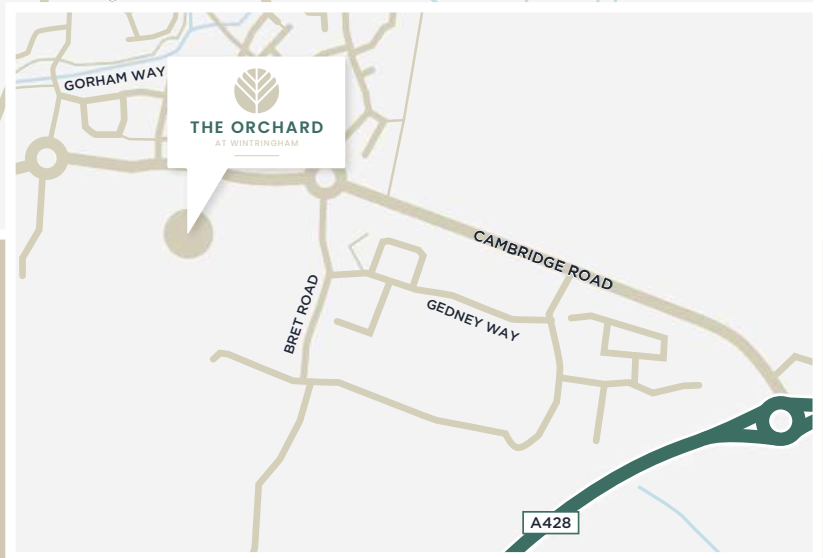 GORHAM WAY
THE ORCHARD
AT WINTRINGHAM
CAMBRIDGE ROAD
BRET ROAD
GEDNEY WAY
A428